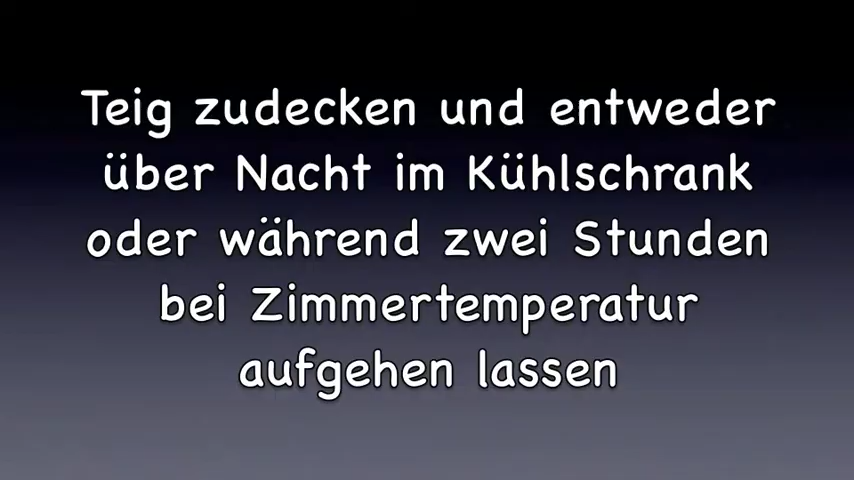 Teig zudecken und entweder
über Nacht im Kühlschrank
oder während zwei Stunden
bei Zimmertemperatur
aufgehen lassen